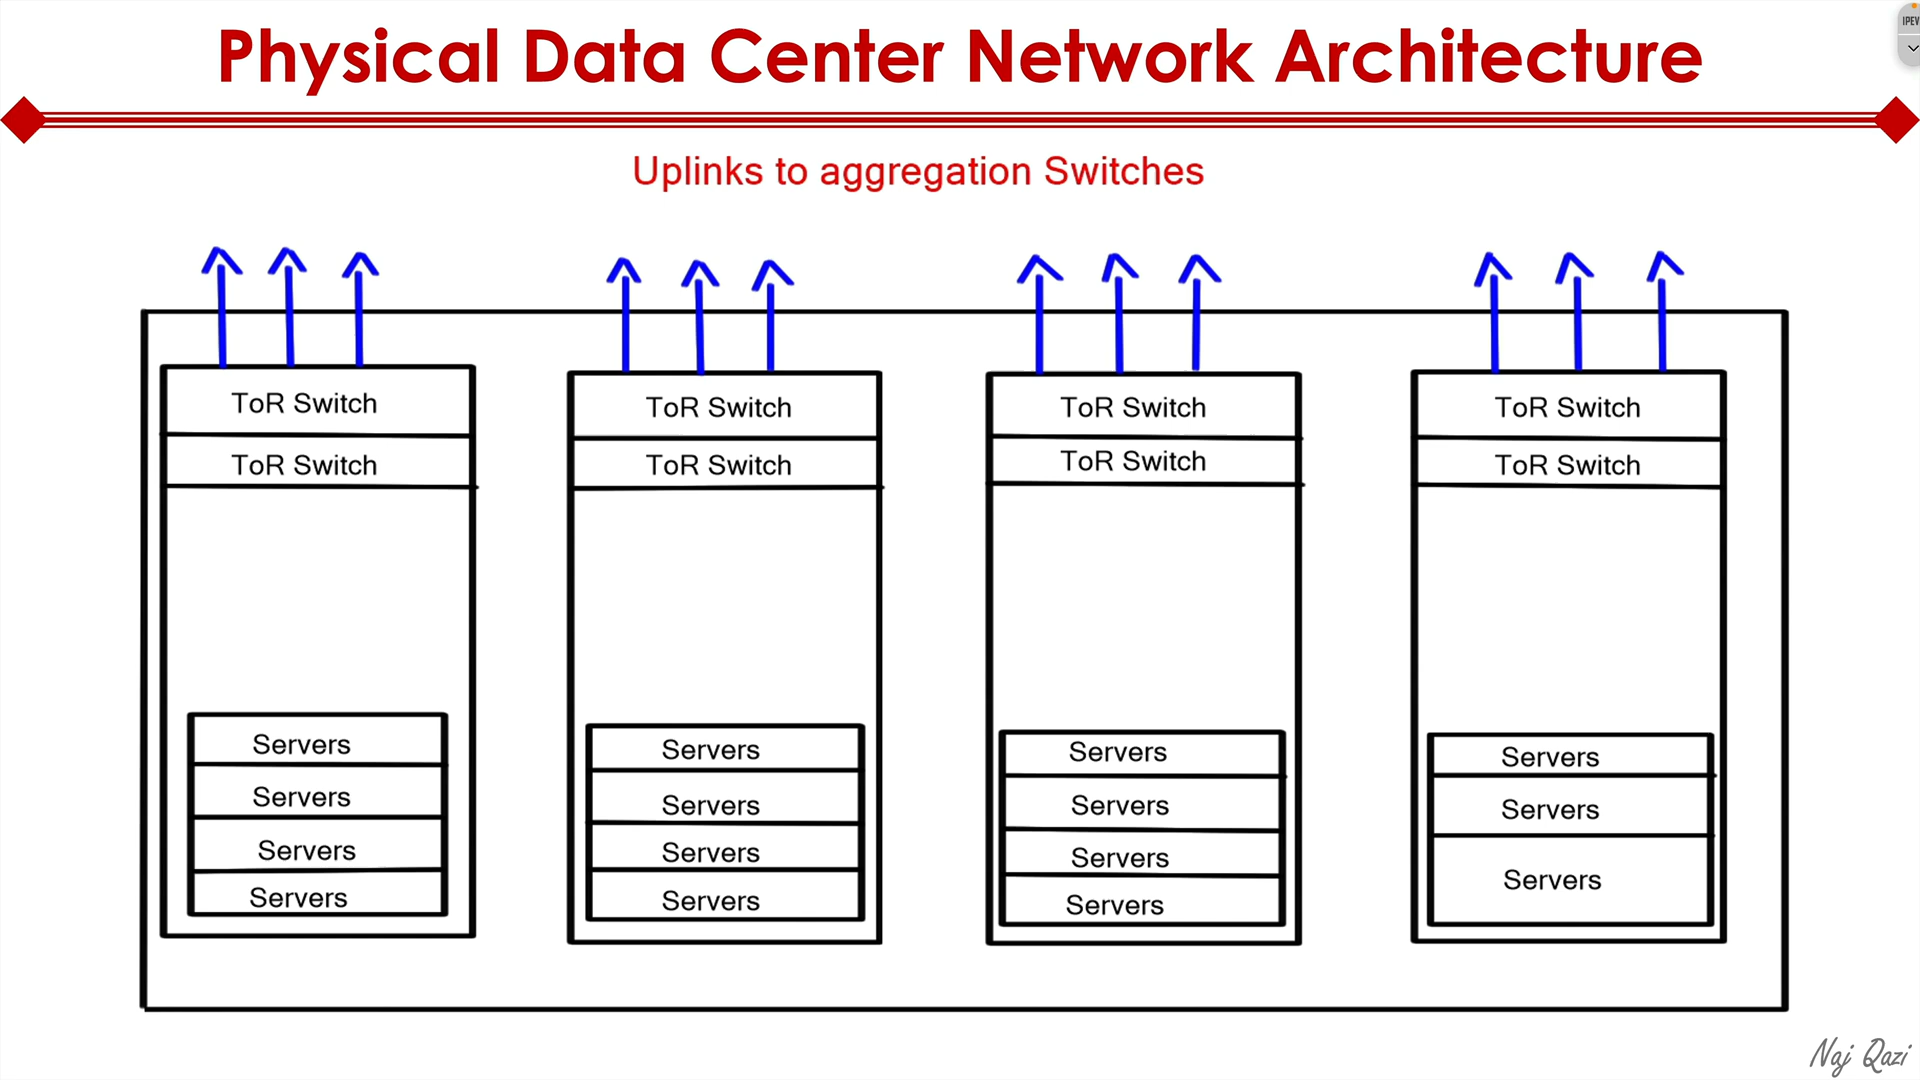 Physical Data Center Network Architecture
IPEV
Uplinks to aggregation Switches
ToR Switch
ToR Switch
Servers
Servers
Servers
Servers
ToR Switch
ToR Switch
Servers
Servers
Servers
Servers
ToR Switch
ToR Switch
Servers
Servers
Servers
Servers
ToR Switch
ToR Switch
Servers
Servers
Servers
Naj Qazi